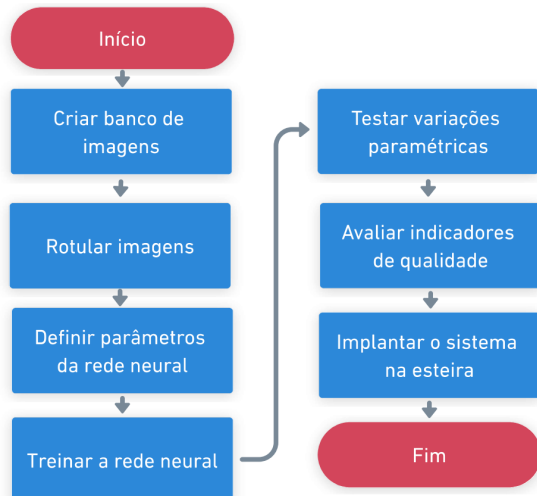 Início
Criar banco de
imagens
Rotular imagens
Definir parâmetros
da rede neural
Treinar a rede neural
Testar variações
paramétricas
Avaliar indicadores
de qualidade
Implantar o sistema
na esteira
Fim